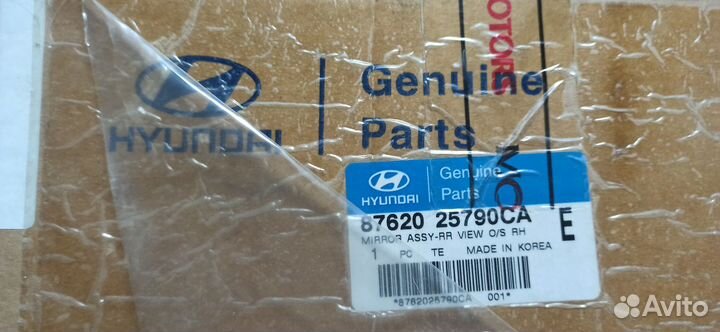 HYUNDAI
Genuine
Parts
MOTORS
MO
HYUNDAI
Genuine
Parts
87620 25790CA
MIRROR ASSY-RR VIEW O/S RH
E
1 PC TE MADE IN KOREA
*8762025790CA 001*
Avito